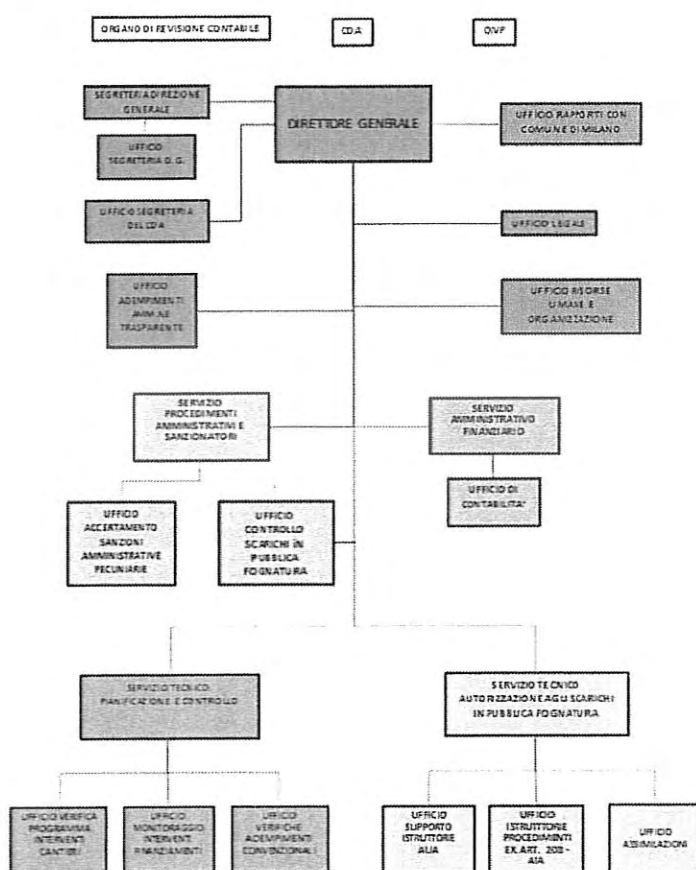 ORGANO DI REVISIONE CONTABILE
CDA
OIVP
SEGRETERIA DIREZIONE
GENERALE
DIRETTORE GENERALE
UFFICIO RAPPORTI CON
COMUNE DI MILANO
UFFICIO
SEGRETERIA D. G.
UFFICIO SEGRETERIA
DEL CDA
UFFICIO LEGALE
UFFICIO
ADEMPIMENTI
AMM.NE
TRASPARENTE
UFFICIO RISORSE
UMANE E
ORGANIZZAZIONE
SERVIZIO
PROCEDIMENTI
AMMINISTRATIVI E
SANZIONATORI
SERVIZIO
AMMINISTRATIVO
FINANZIARIO
UFFICIO DI
CONTABILITA'
UFFICIO
ACCERTAMENTO
SANZIONI
AMMINISTRATIVE
PECUNIARIE
UFFICIO
CONTROLLO
SCARICHI IN
PUBBLICA
FOGNATURA
SERVIZIO TECNICO
PIANIFICAZIONE E CONTROLLO
SERVIZIO TECNICO
AUTORIZZAZIONE AGLI SCARICHI
IN PUBBLICA FOGNATURA
UFFICIO VERIFICA
PROGRAMMA
INTERVENTI
CANTIERI
UFFICIO
MONITORAGGIO
INTERVENTI
FINANZIAMENTI
UFFICIO
VERIFICHE
ADEMPIMENTI
CONVENZIONALI
UFFICIO
SUPPORTO
ISTRUTTORE
AUA
UFFICIO
ISTRUTTORIE
PROCEDIMENTI
EX ART. 208 -
AIA
UFFICIO
ASSIMILAZIONI